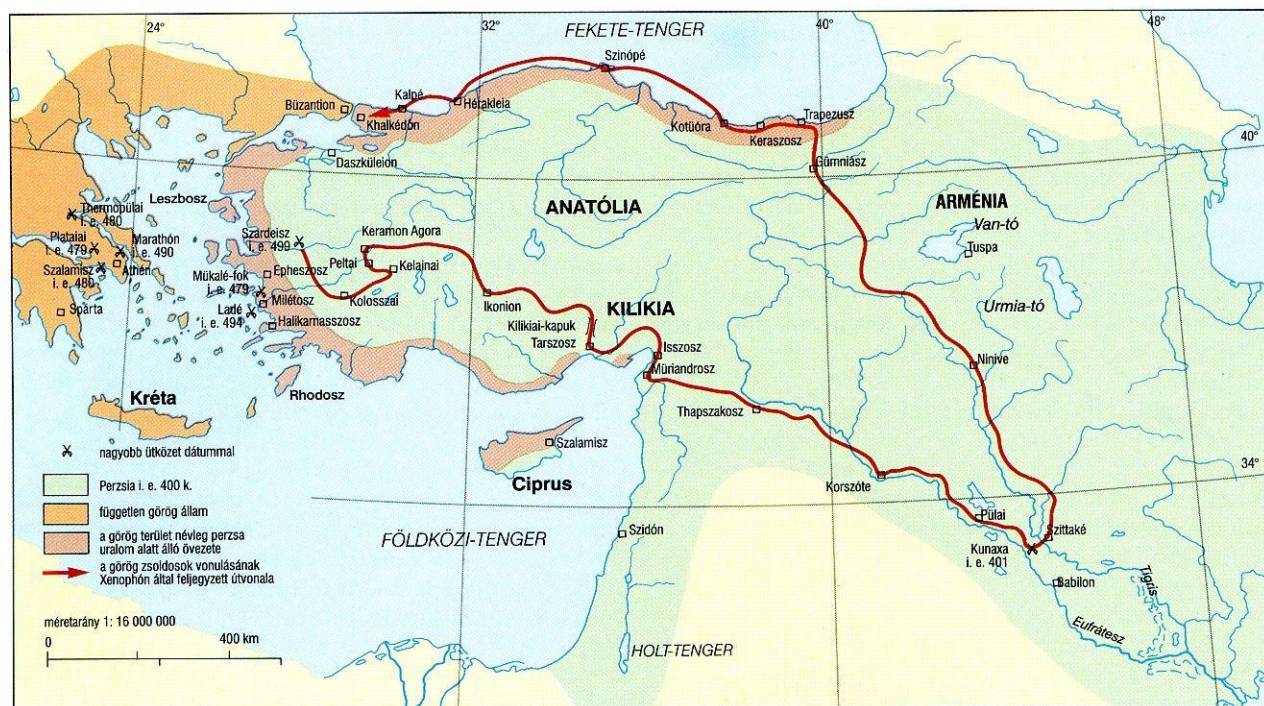 24°
32°
40°
48°
FEKETE-TENGER
Szinópé
Kalpé
Hérakleia
Büzantion
Khalkédón
Kotüóra
Keraszosz
Trapezusz
Daszküleion
Gümniász
40°
Leszbosz
Thermopülai
i. e. 480
Plataiai
i. e. 479
Marathón
i. e. 490
Szalamisz
i. e. 480
Athén
Spárta
Szárdeisz
i. e. 499
Epheszosz
Mükalé-fok
i. e. 479
Milétosz
Ladé
i. e. 494
Halikarnasszosz
ANATÓLIA
Keramon Agora
Peltai
Kelajnai
Kolosszai
Ikonion
ARMÉNIA
Van-tó
Tuspa
Urmia-tó
KILIKIA
Kilikiai-kapuk
Tarszosz
Isszosz
Müriandrosz
Ninive
Thapszakosz
Rhodosz
Kréta
Szalamisz
Ciprus
34°
Korszóte
Pülai
Szittaké
Kunaxa
i. e. 401
Babilon
Tigris
Eufrátesz
Szidón
FÖLDKÖZI-TENGER
HOLT-TENGER
nagyobb ütközet dátummal
Perzsia i. e. 400 k.
független görög állam
a görög terület névleg perzsa
uralom alatt álló övezete
a görög zsoldosok vonulásának
Xenophón által feljegyzett útvonala
méretarány 1: 16 000 000
0 400 km